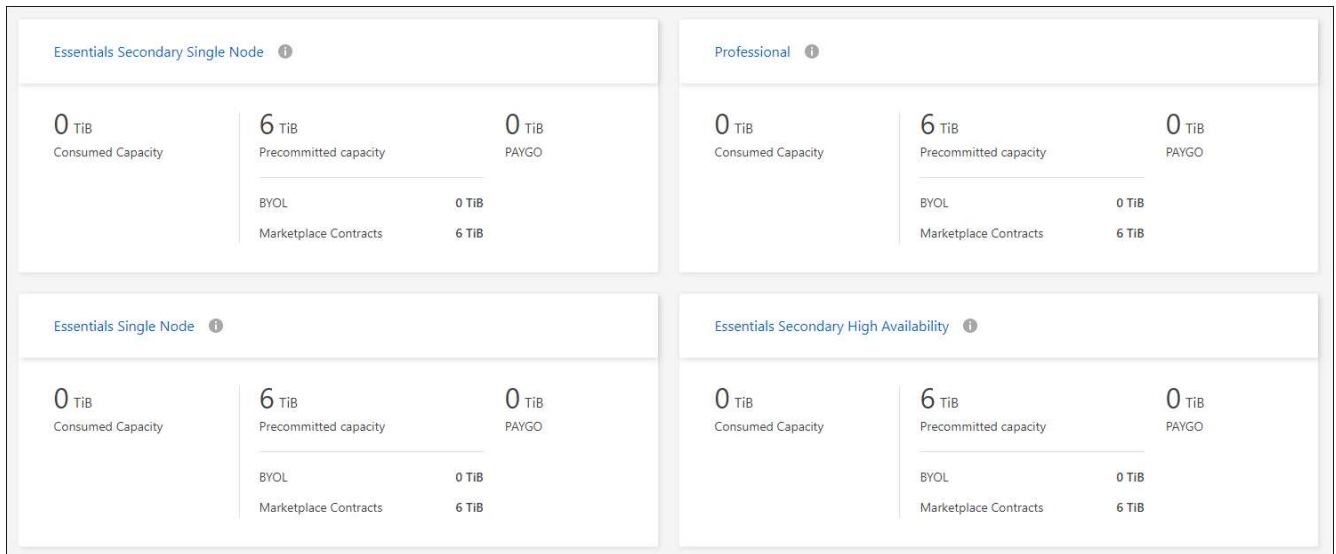 Essentials Secondary Single Node
0 TiB
Consumed Capacity
6 TiB
Precommitted capacity
BYOL 0 TiB
Marketplace Contracts 6 TiB
0 TiB
PAYGO
Professional
0 TiB
Consumed Capacity
6 TiB
Precommitted capacity
BYOL 0 TiB
Marketplace Contracts 6 TiB
0 TiB
PAYGO
Essentials Single Node
0 TiB
Consumed Capacity
6 TiB
Precommitted capacity
BYOL 0 TiB
Marketplace Contracts 6 TiB
0 TiB
PAYGO
Essentials Secondary High Availability
0 TiB
Consumed Capacity
6 TiB
Precommitted capacity
BYOL 0 TiB
Marketplace Contracts 6 TiB
0 TiB
PAYGO